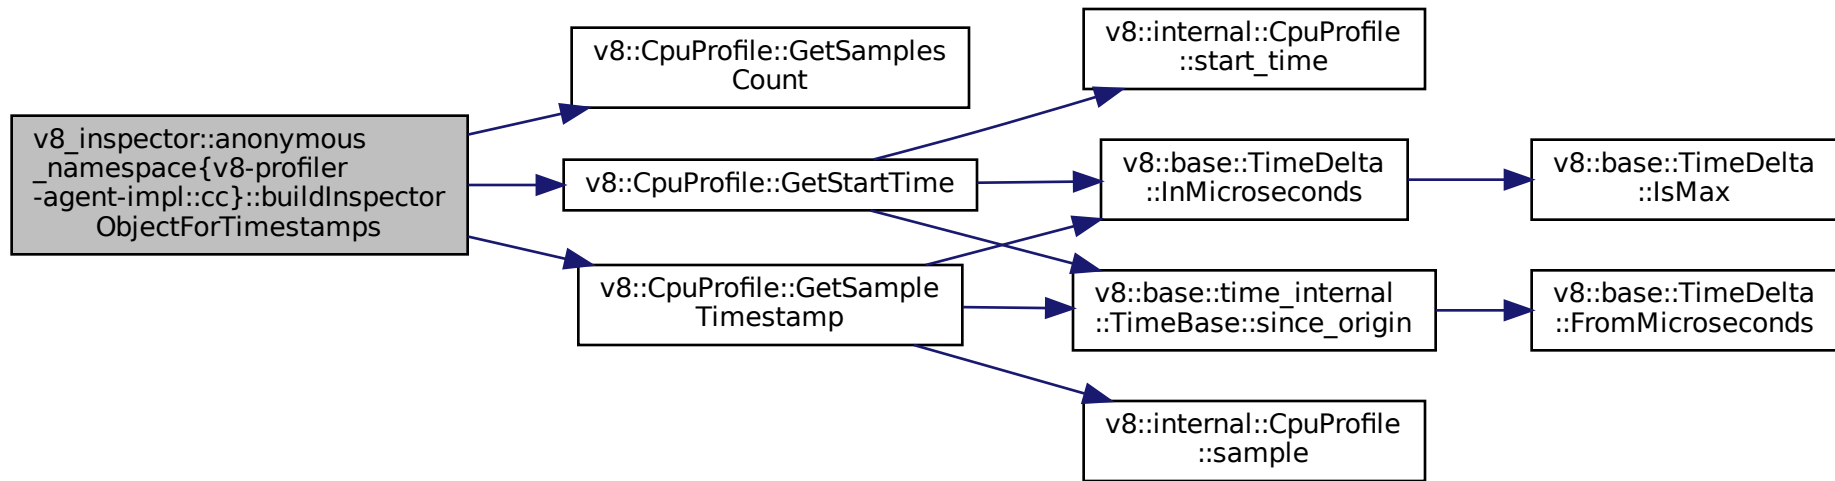 v8_inspector::anonymous
_namespace{v8-profiler
-agent-impl::cc}::buildInspector
ObjectForTimestamps
v8::CpuProfile::GetSamples
Count
v8::CpuProfile::GetStartTime
v8::CpuProfile::GetSample
Timestamp
v8::internal::CpuProfile
::start_time
v8::base::TimeDelta
::InMicroseconds
v8::base::time_internal
::TimeBase::since_origin
v8::internal::CpuProfile
::sample
v8::base::TimeDelta
::IsMax
v8::base::TimeDelta
::FromMicroseconds